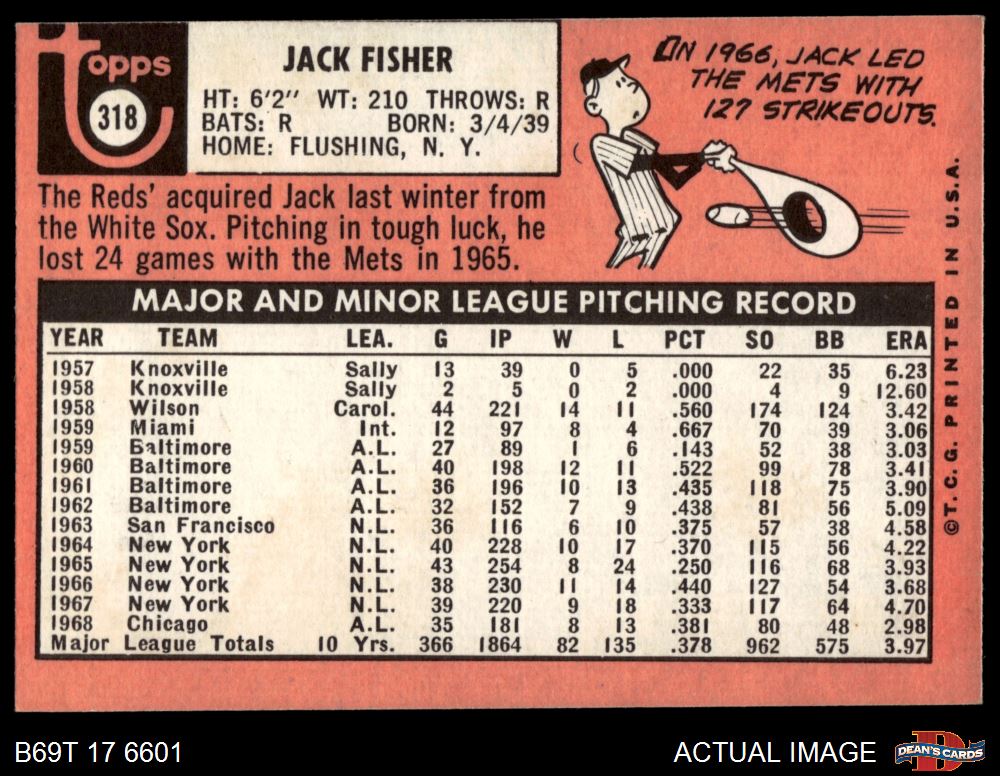 topps
318
JACK FISHER
HT: 6'2" WT: 210 THROWS: R
BATS: R BORN: 3/4/39
HOME: FLUSHING, N. Y.
IN 1966, JACK LED
THE METS WITH
127 STRIKEOUTS.
The Reds' acquired Jack last winter from
the White Sox. Pitching in tough luck, he
lost 24 games with the Mets in 1965.
MAJOR AND MINOR LEAGUE PITCHING RECORD
YEAR TEAM LEA. G IP W L PCT SO BB ERA
1957 Knoxville Sally 13 39 0 5 .000 22 35 6.23
1958 Knoxville Sally 2 5 0 2 .000 4 9 12.60
1958 Wilson Carol. 44 221 14 11 .560 174 124 3.42
1959 Miami Int. 12 97 8 4 .667 70 39 3.06
1959 Baltimore A.L. 27 89 1 6 .143 52 38 3.03
1960 Baltimore A.L. 40 198 12 11 .522 99 78 3.41
1961 Baltimore A.L. 36 196 10 13 .435 118 75 3.90
1962 Baltimore A.L. 32 152 7 9 .438 81 56 5.09
1963 San Francisco N.L. 36 116 6 10 .375 57 38 4.58
1964 New York N.L. 40 228 10 17 .370 115 56 4.22
1965 New York N.L. 43 254 8 24 .250 116 68 3.93
1966 New York N.L. 38 230 11 14 .440 127 54 3.68
1967 New York N.L. 39 220 9 18 .333 117 64 4.70
1968 Chicago A.L. 35 181 8 13 .381 80 48 2.98
Major League Totals 10 Yrs. 366 1864 82 135 .378 962 575 3.97
©T.C.G. PRINTED IN U.S.A.
B69T 17 6601
ACTUAL IMAGE
DEAN'S CARDS